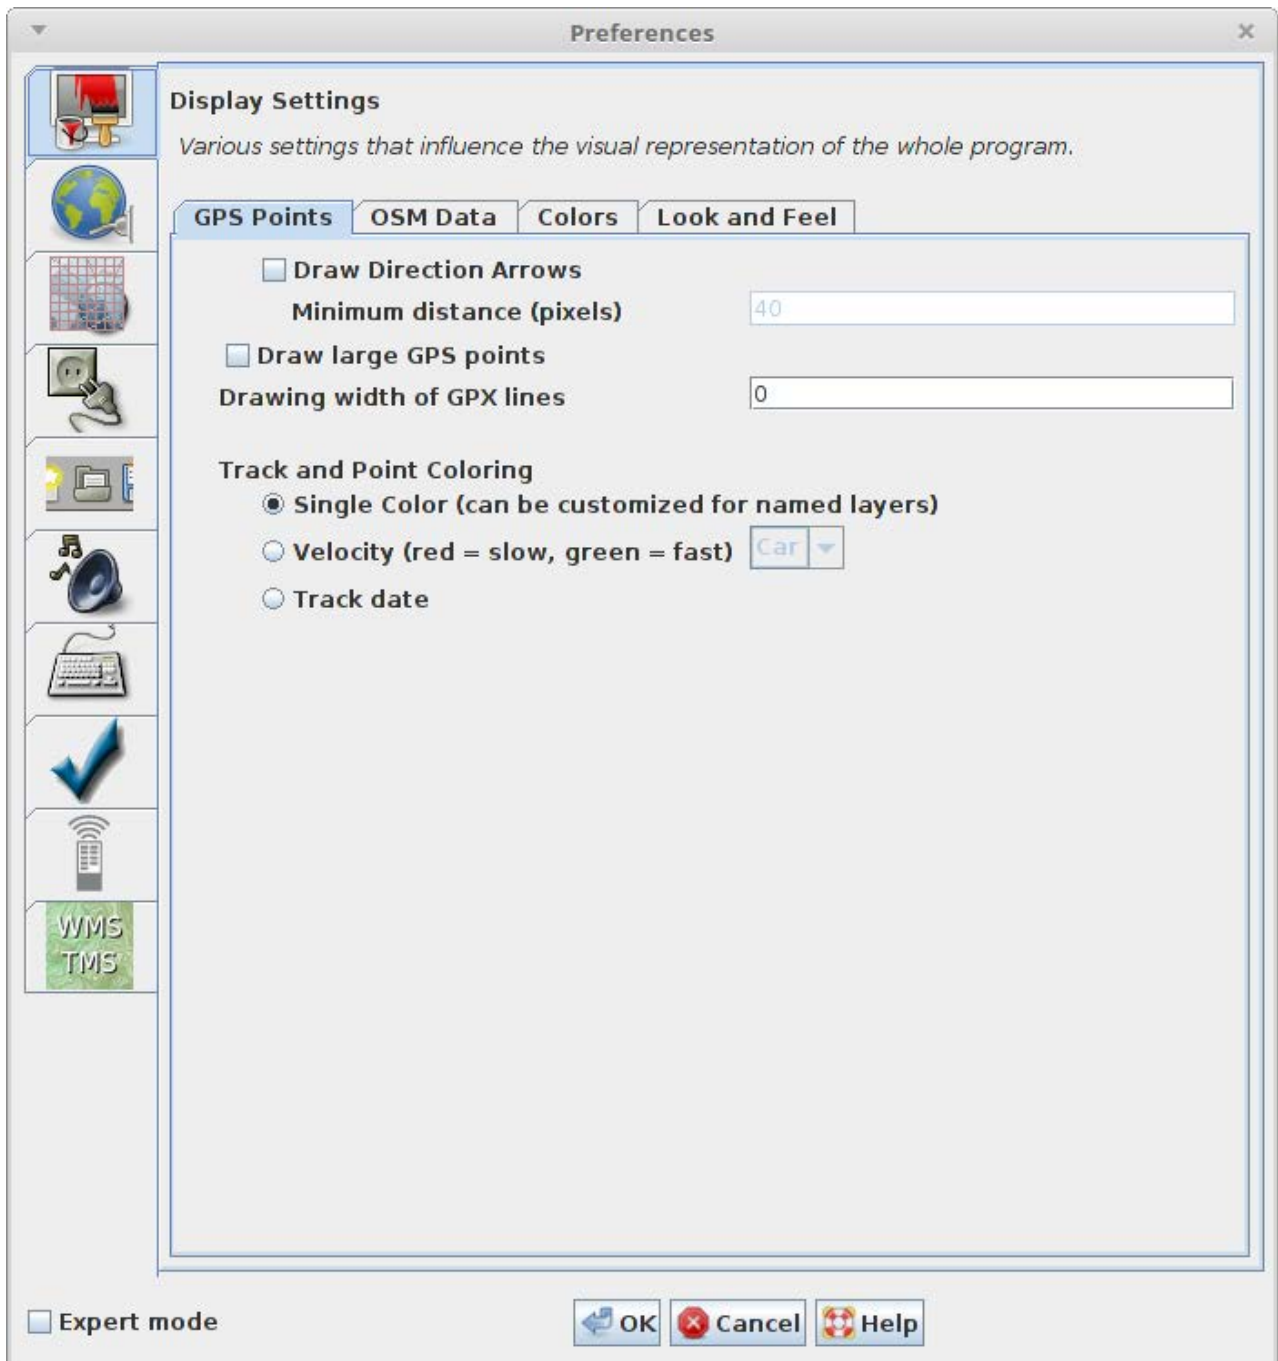 Preferences
Display Settings
Various settings that influence the visual representation of the whole program.
GPS Points OSM Data Colors Look and Feel
Draw Direction Arrows
Minimum distance (pixels) 40
Draw large GPS points
Drawing width of GPX lines 0
Track and Point Coloring
Single Color (can be customized for named layers)
Velocity (red = slow, green = fast) Car
Track date
WMS
TMS
Expert mode OK Cancel Help